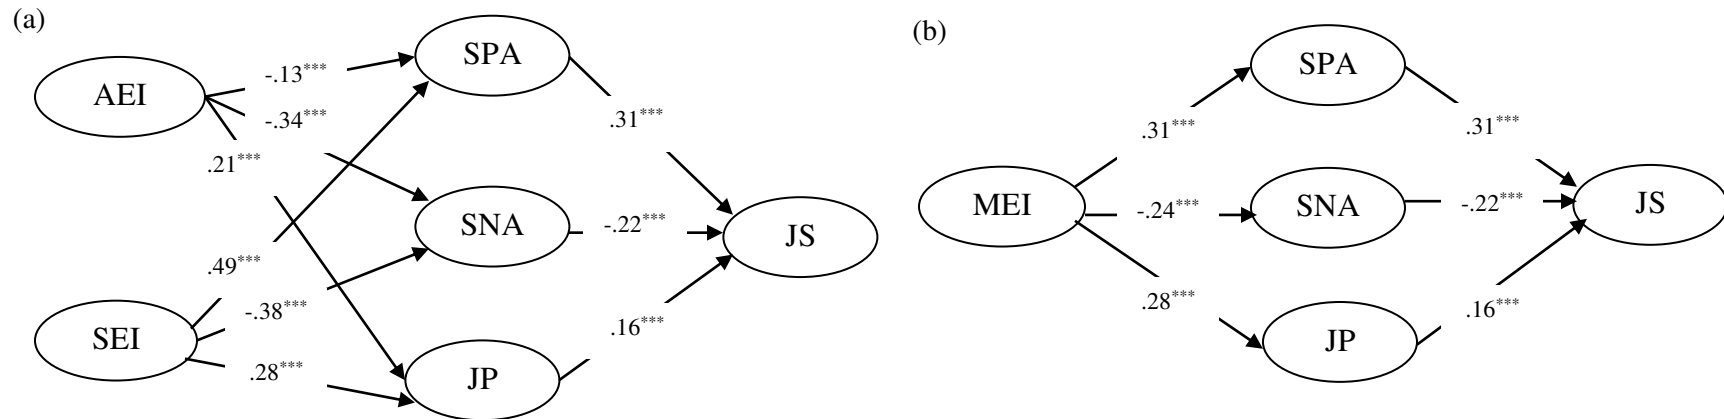 (a)
AEI
SEI
-.13***
-.34***
.21***
.49***
-.38***
.28***
SPA
SNA
JP
.31***
-.22***
.16***
JS
(b)
MEI
.31***
-.24***
.28***
SPA
SNA
JP
.31***
-.22***
.16***
JS